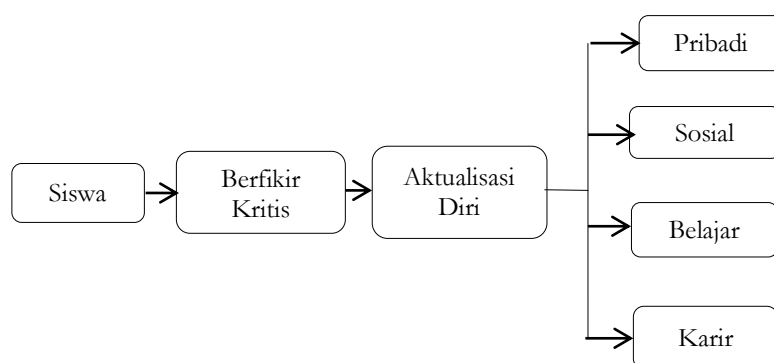 Siswa
Berfikir
Kritis
Aktualisasi
Diri
Pribadi
Sosial
Belajar
Karir